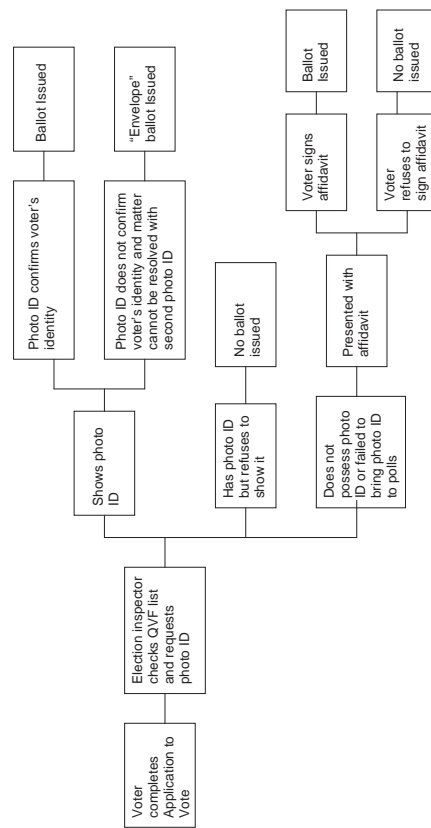 Voter
completes
Application to
Vote
Election inspector
checks QVF list
and requests
photo ID
Shows photo
ID
Photo ID confirms voter's
identity
Ballot Issued
Photo ID does not confirm
voter's identity and matter
cannot be resolved with
second photo ID
"Envelope"
ballot Issued
Has photo ID
but refuses to
show it
No ballot
issued
Does not
possess photo
ID or failed to
bring photo ID
to polls
Presented with
affidavit
Voter signs
affidavit
Ballot
Issued
Voter
refuses to
sign affidavit
No ballot
issued